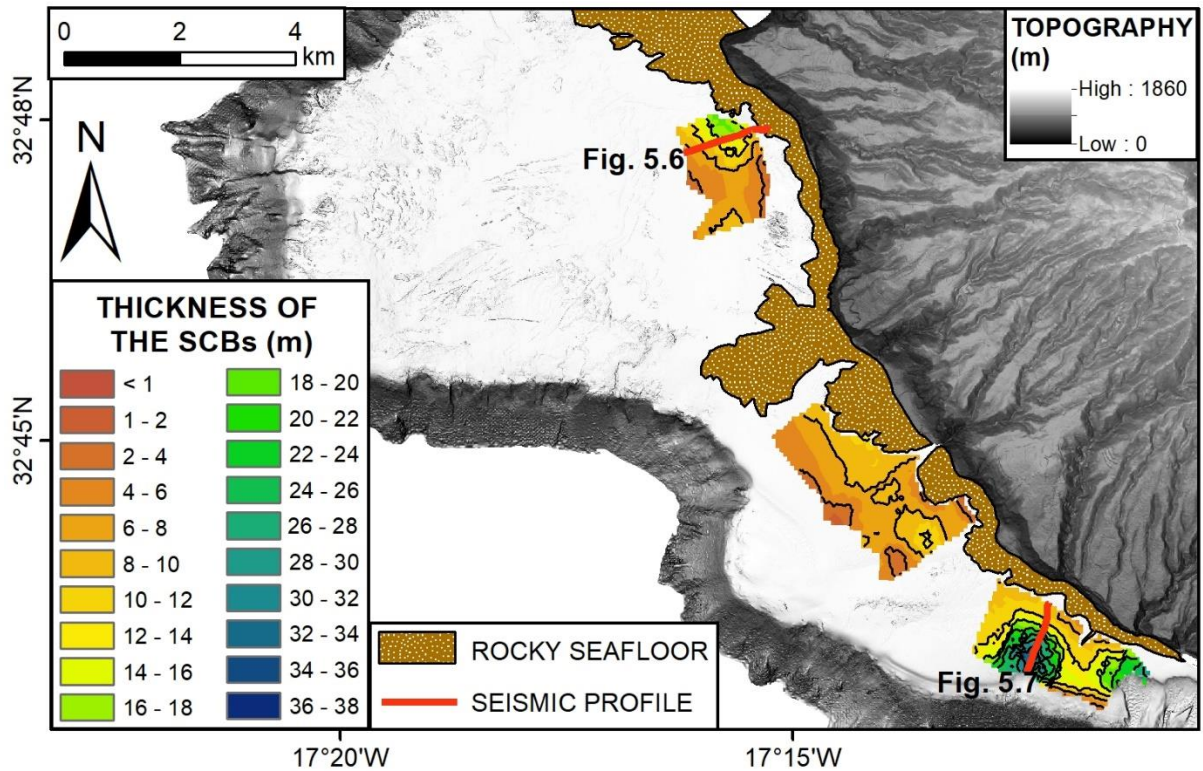 0 2 4
km
TOPOGRAPHY
(m)
High : 1860
Low : 0
32°48'N
N
Fig. 5.6
THICKNESS OF
THE SCBs (m)
< 1
1 - 2
2 - 4
4 - 6
6 - 8
8 - 10
10 - 12
12 - 14
14 - 16
16 - 18
18 - 20
20 - 22
22 - 24
24 - 26
26 - 28
28 - 30
30 - 32
32 - 34
34 - 36
36 - 38
32°45'N
ROCKY SEAFLOOR
SEISMIC PROFILE
Fig. 5.7
17°20'W
17°15'W